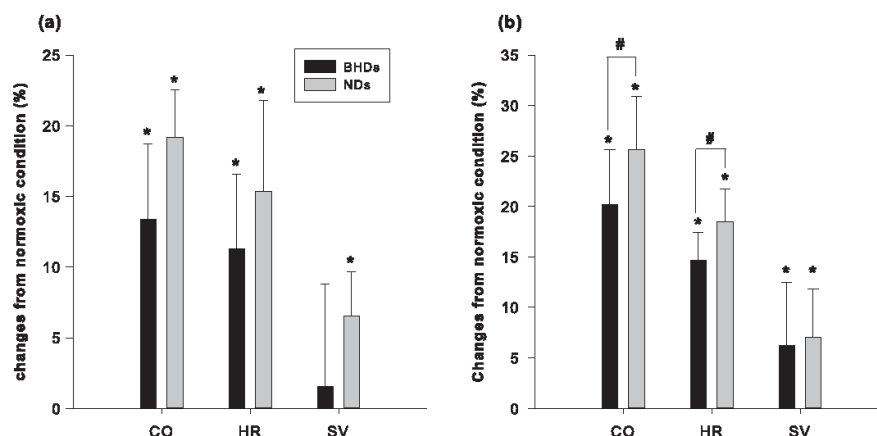 (a)
changes from normoxic condition (%)
25
20
15
10
5
0
*
*
*
*
*
BHDs
NDs
CO
HR
SV
(b)
Changes from normoxic condition (%)
35
30
25
20
15
10
5
0
#
*
*
#
*
*
*
*
CO
HR
SV